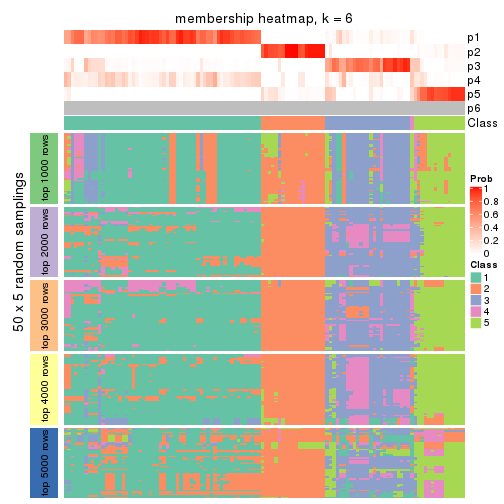 membership heatmap, k = 6
p1
p2
p3
p4
p5
p6
Class
50 x 5 random samplings
top 1000 rows
top 2000 rows
top 3000 rows
top 4000 rows
top 5000 rows
Prob
1
0.8
0.6
0.4
0.2
0
Class
1
2
3
4
5